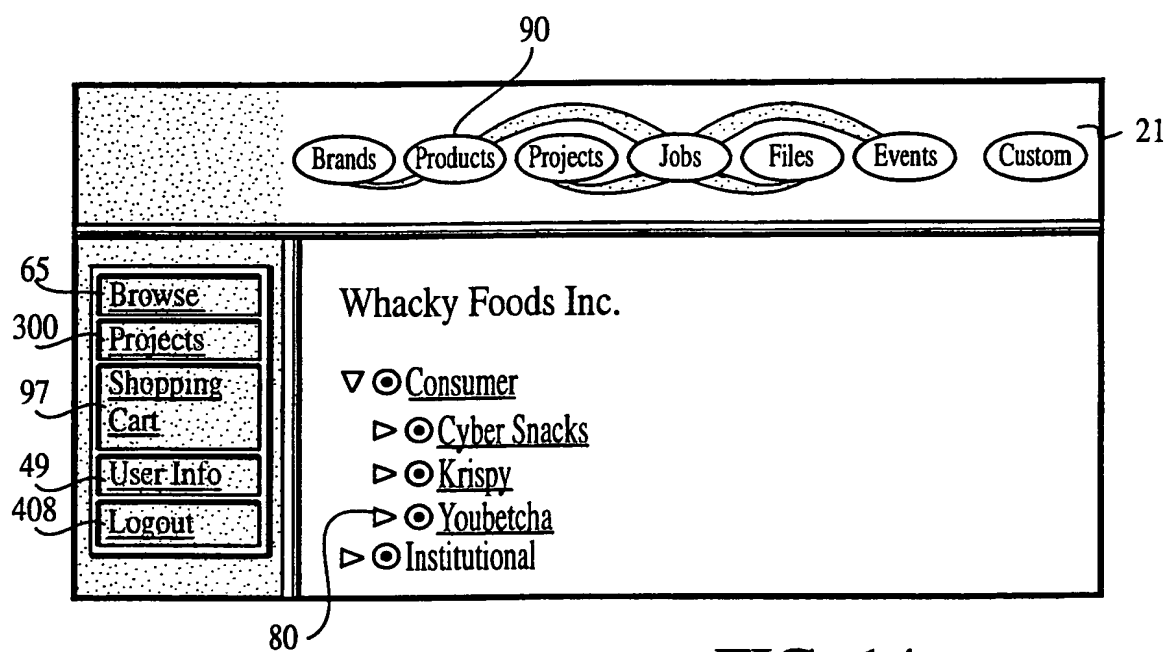 90
Brands Products Projects Jobs Files Events Custom
21
65
Browse
300
Projects
97
Shopping
Cart
49
User Info
408
Logout
Whacky Foods Inc.
Consumer
Cyber Snacks
Krispy
Youbetcha
Institutional
80